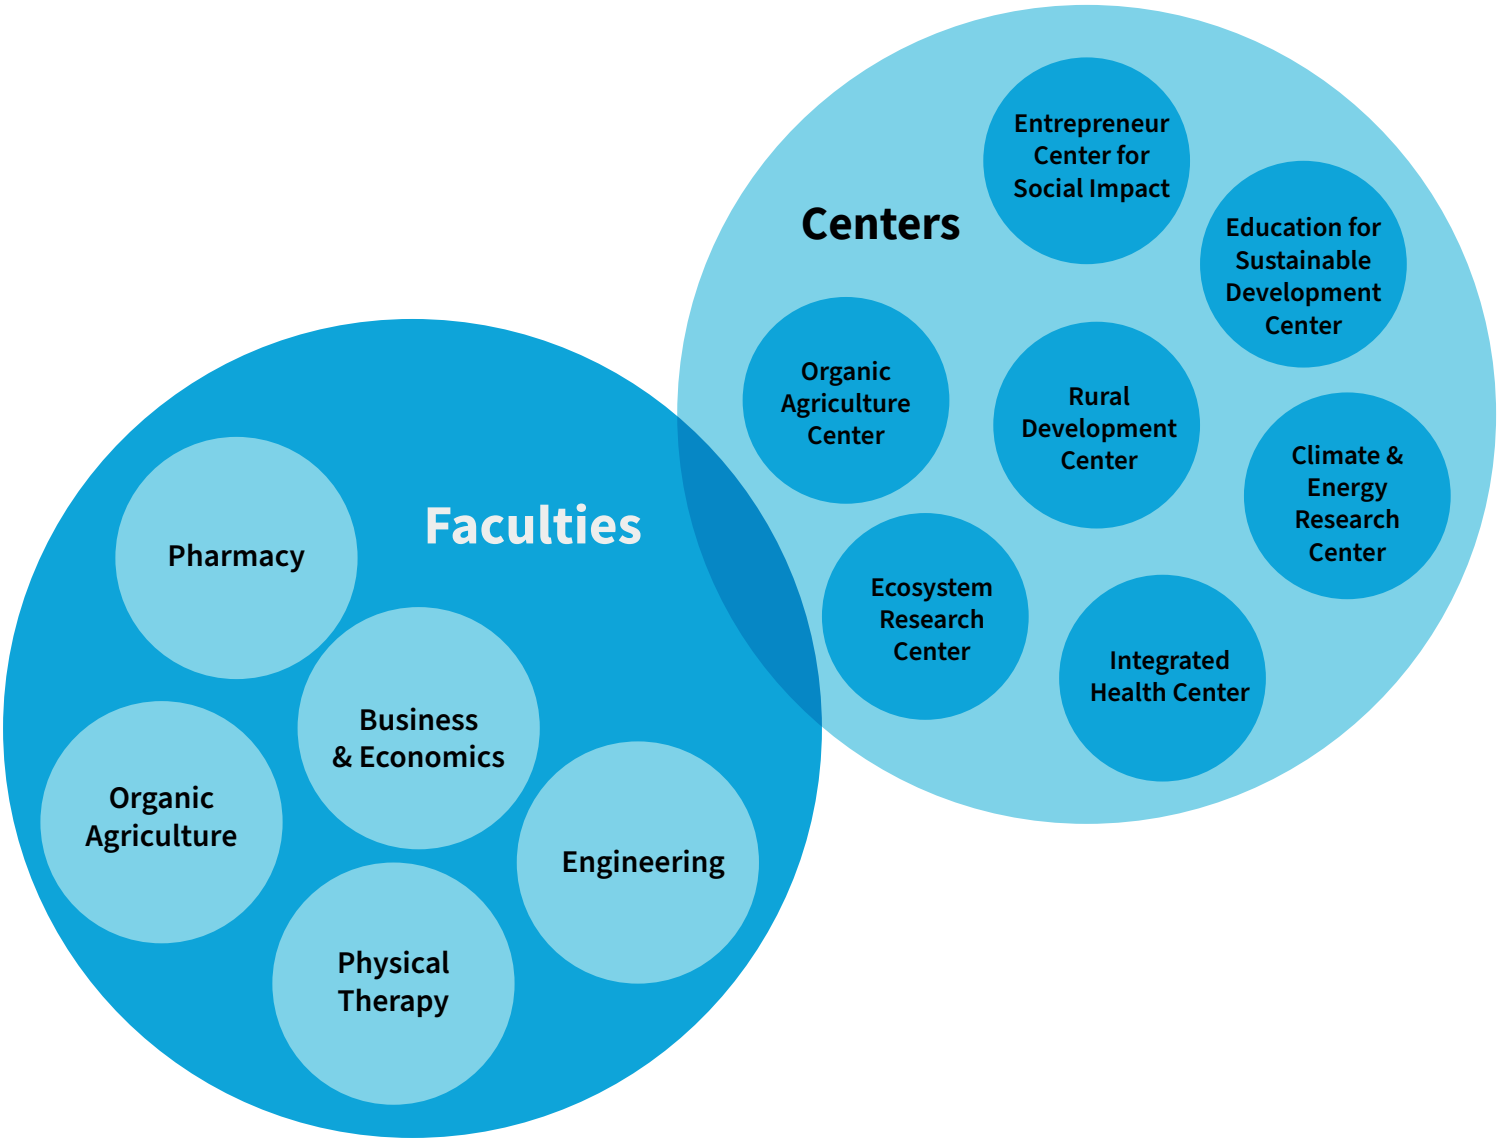 Centers
Entrepreneur
Center for
Social Impact
Education for
Sustainable
Development
Center
Organic
Agriculture
Center
Rural
Development
Center
Climate &
Energy
Research
Center
Ecosystem
Research
Center
Integrated
Health Center
Faculties
Pharmacy
Business
& Economics
Organic
Agriculture
Engineering
Physical
Therapy